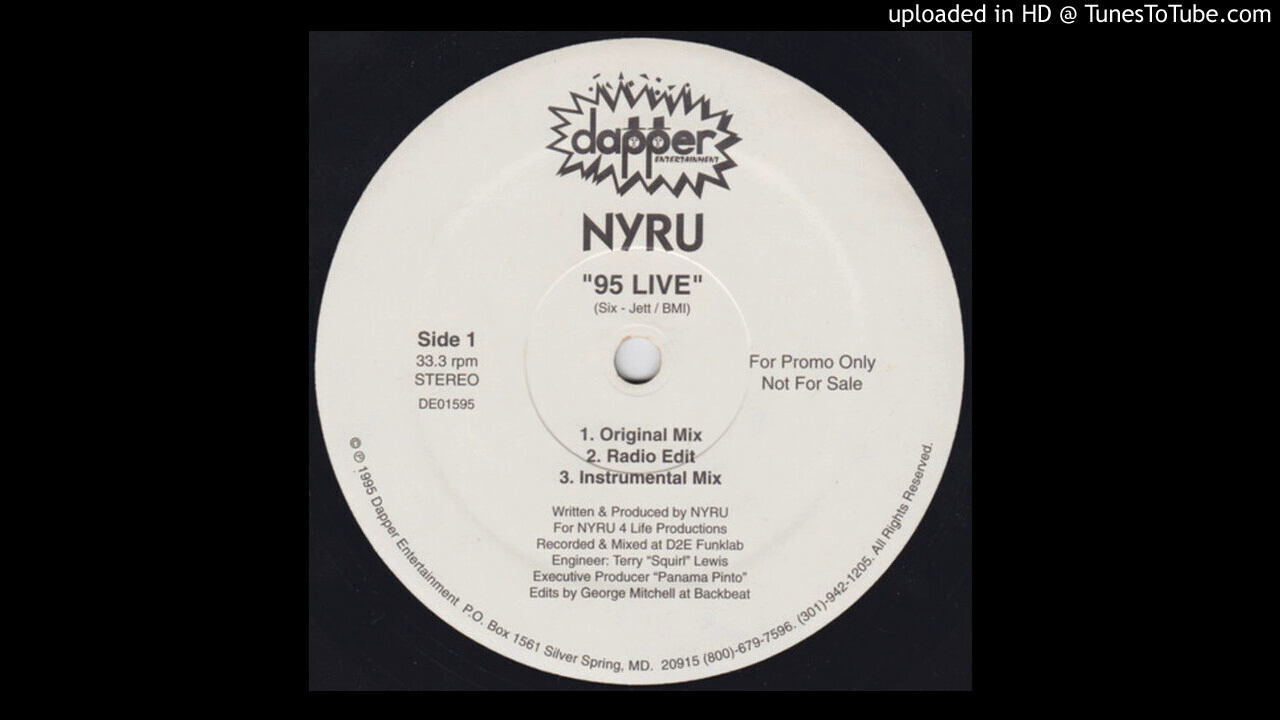 uploaded in HD @ TunesToTube.com
dapper
ENTERTAINMENT
NYRU
"95 LIVE"
(Six - Jett / BMI)
Side 1
33.3 rpm
STEREO
DE01595
For Promo Only
Not For Sale
1. Original Mix
2. Radio Edit
3. Instrumental Mix
Written & Produced by NYRU
For NYRU 4 Life Productions
Recorded & Mixed at D2E Funklab
Engineer: Terry “Squirl” Lewis
Executive Producer “Panama Pinto”
Edits by George Mitchell at Backbeat
© ℗ 1995 Dapper Entertainment P.O. Box 1561 Silver Spring, MD. 20915 (800)-679-7596. (301)-942-1205. All Rights Reserved.